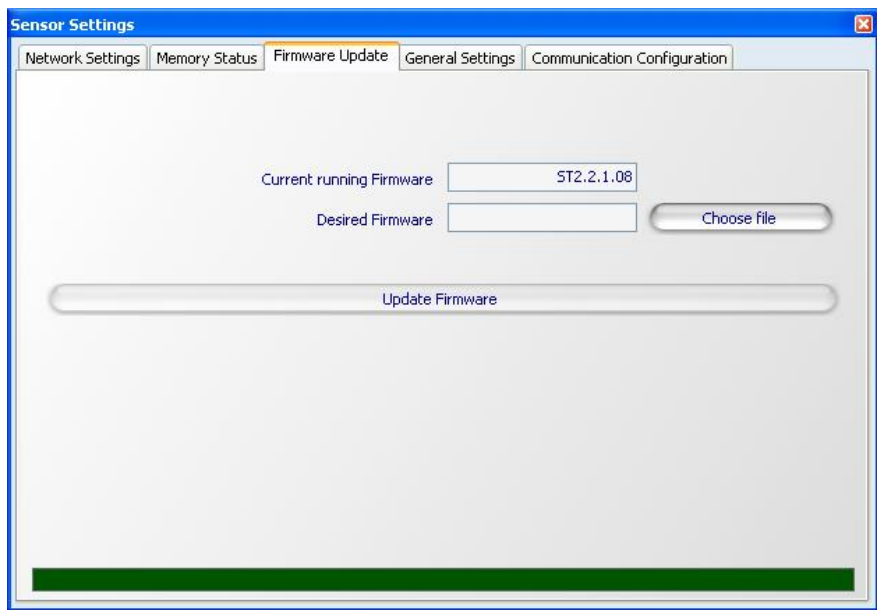 Sensor Settings
Network Settings Memory Status Firmware Update General Settings Communication Configuration
Current running Firmware ST2.2.1.08
Desired Firmware Choose file
Update Firmware